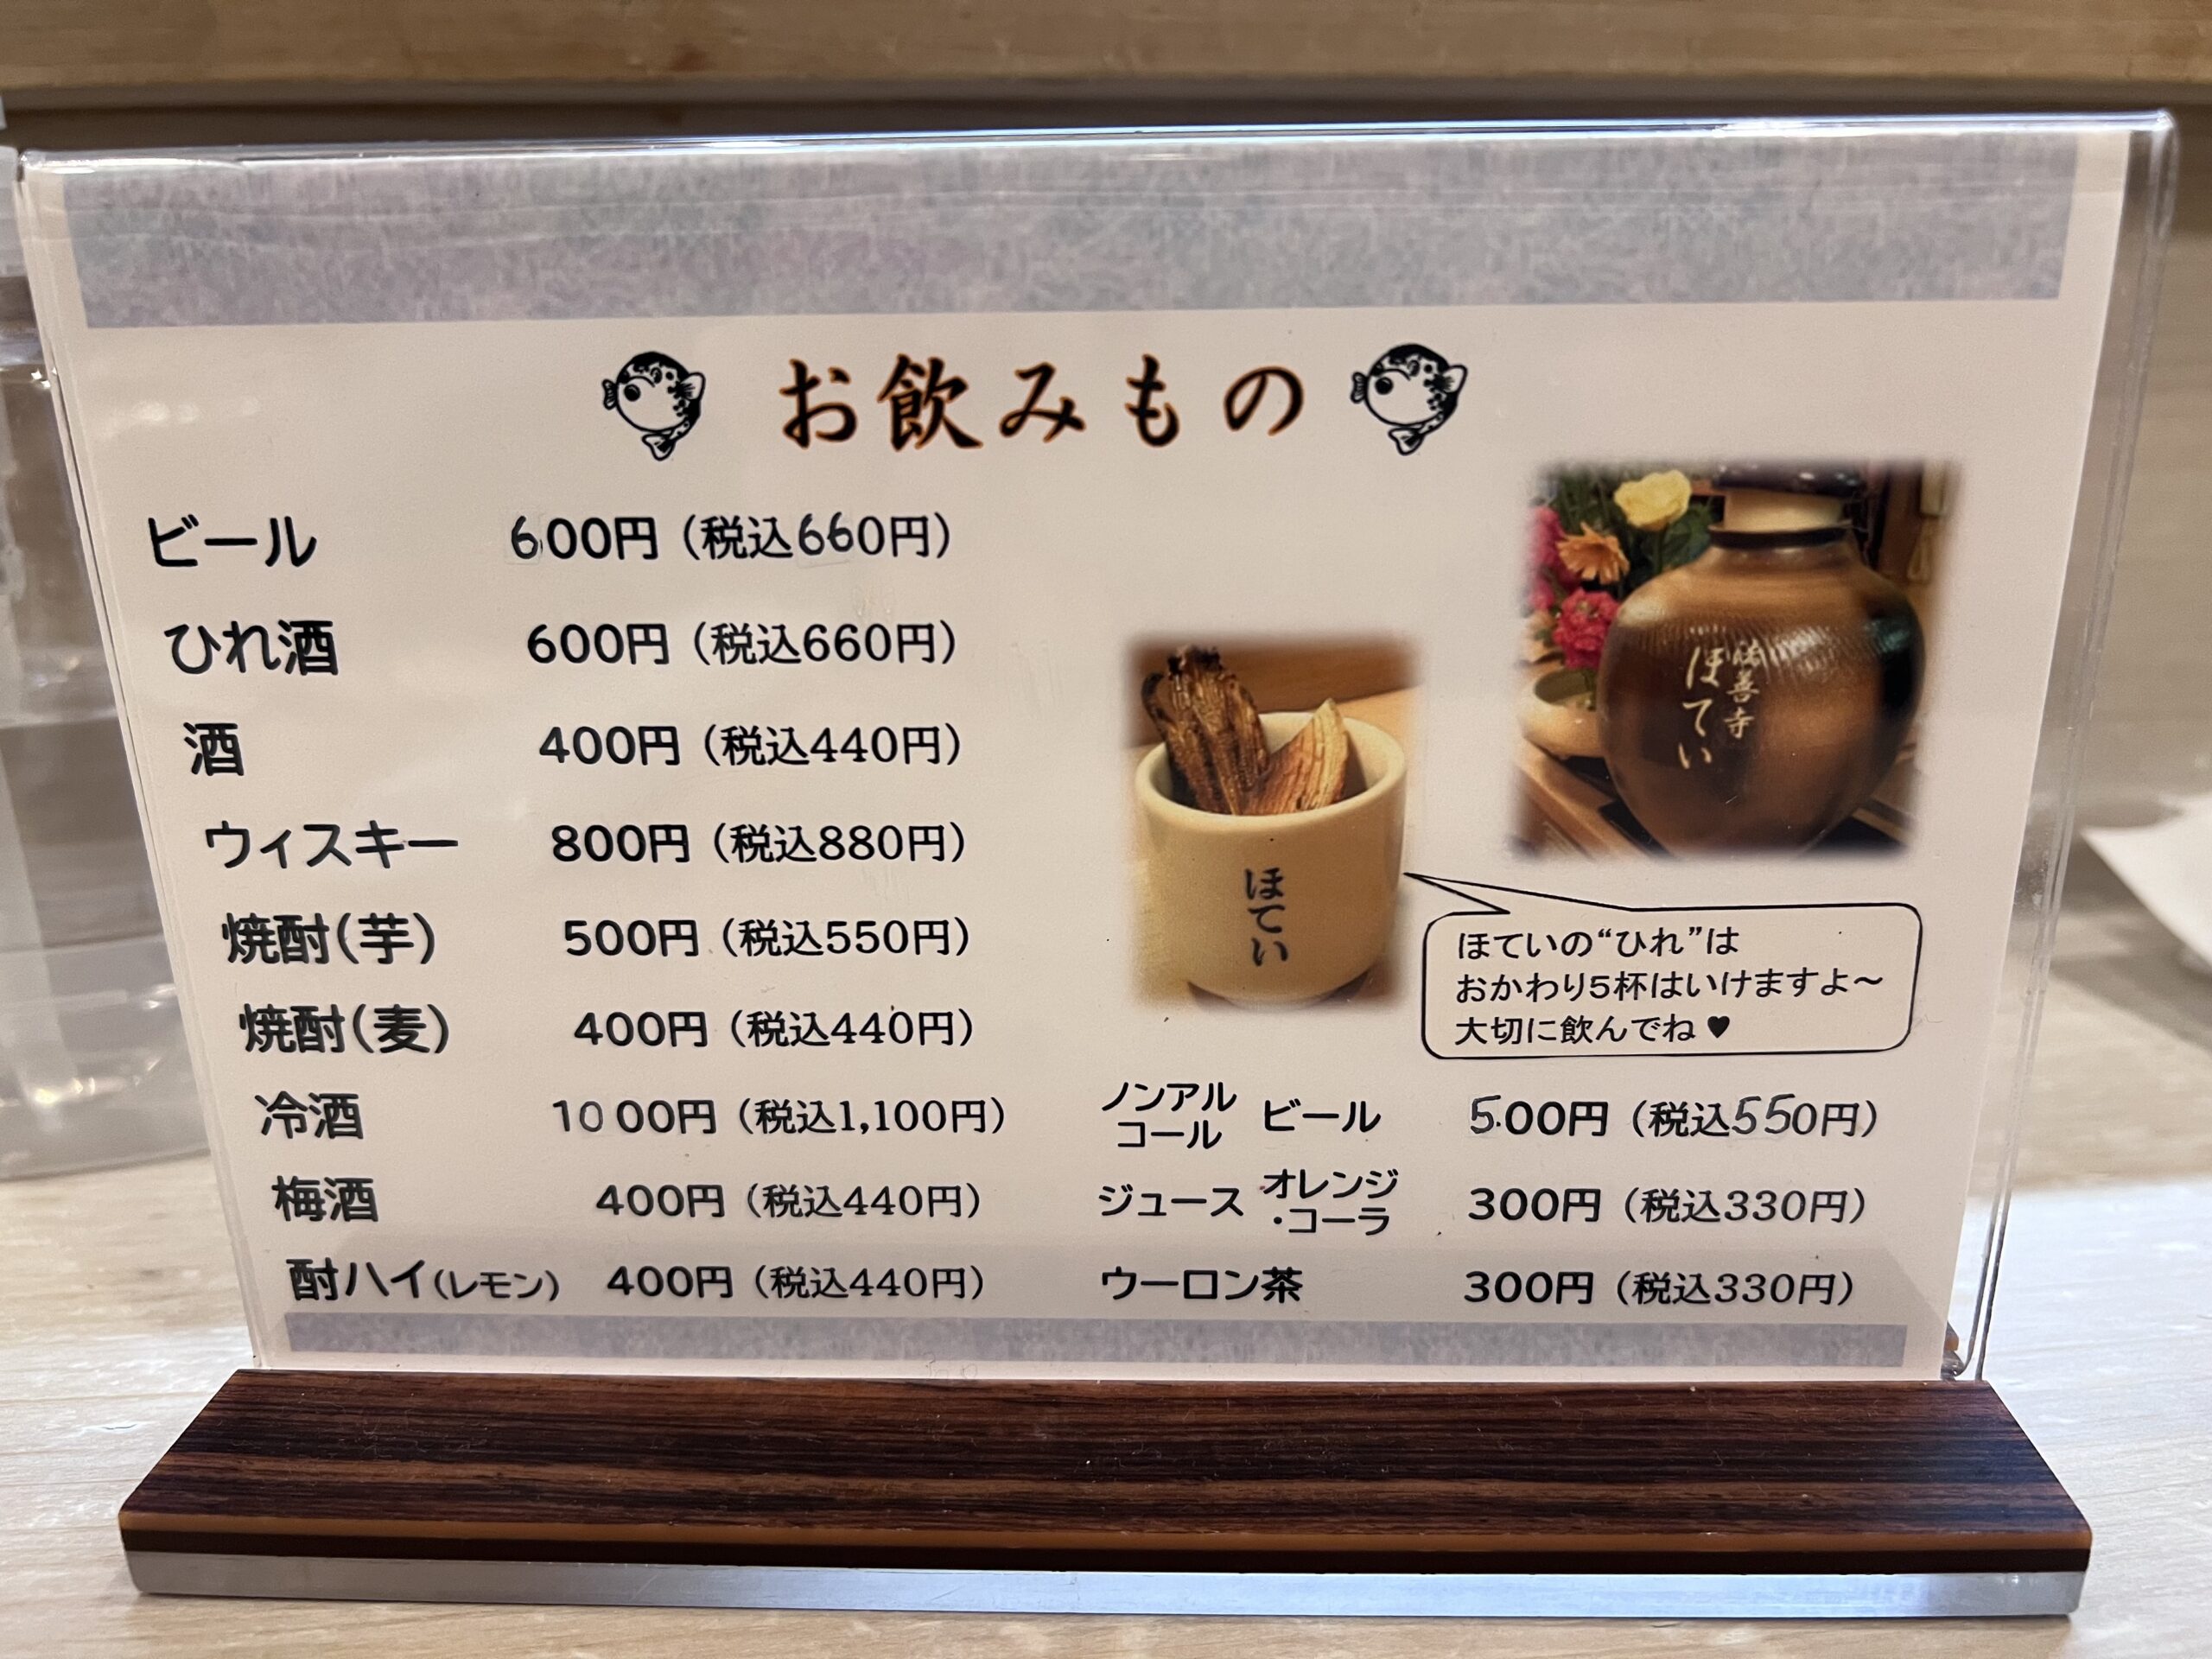 お飲みもの
ビール 600円（税込660円）
ひれ酒 600円（税込660円）
酒 400円（税込440円）
ウィスキー 800円（税込880円）
焼酎（芋） 500円（税込550円）
焼酎（麦） 400円（税込440円）
冷酒 1000円（税込1,100円）
梅酒 400円（税込440円）
酎ハイ（レモン） 400円（税込440円）
法善寺
ほてい
ほてい
ほていの“ひれ”は
おかわり5杯はいけますよ～
大切に飲んでね♥
ノンアルコール ビール 500円（税込550円）
ジュース オレンジ・コーラ 300円（税込330円）
ウーロン茶 300円（税込330円）